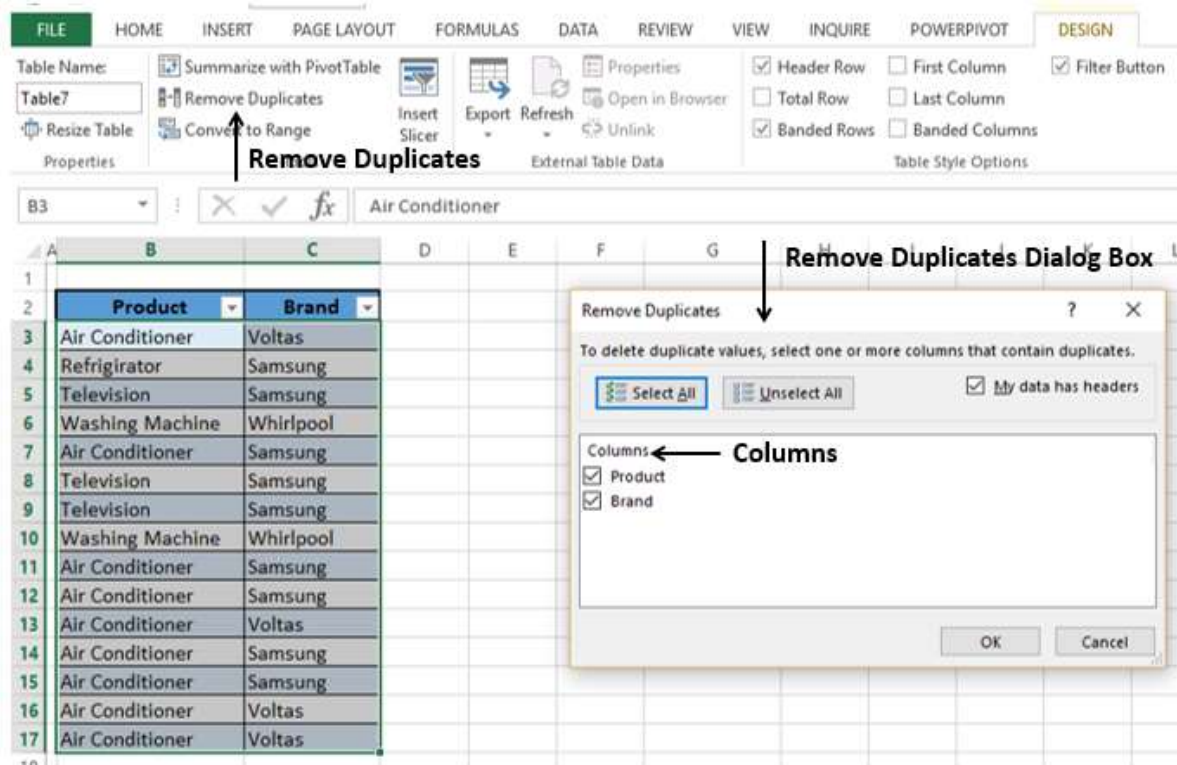 FILE HOME INSERT PAGE LAYOUT FORMULAS DATA REVIEW VIEW INQUIRE POWERPIVOT DESIGN
Table Name:
Table7
Resize Table
Properties
Summarize with PivotTable
Remove Duplicates
Convert to Range
Remove Duplicates
Insert
Slicer
Export Refresh
Properties
Open in Browser
Unlink
External Table Data
Header Row First Column Filter Button
Total Row Last Column
Banded Rows Banded Columns
Table Style Options
B3 fx Air Conditioner
A B C D E F G H I J K L
Remove Duplicates Dialog Box
1
2 Product Brand
3 Air Conditioner Voltas
4 Refrigirator Samsung
5 Television Samsung
6 Washing Machine Whirlpool
7 Air Conditioner Samsung
8 Television Samsung
9 Television Samsung
10 Washing Machine Whirlpool
11 Air Conditioner Samsung
12 Air Conditioner Samsung
13 Air Conditioner Voltas
14 Air Conditioner Samsung
15 Air Conditioner Samsung
16 Air Conditioner Voltas
17 Air Conditioner Voltas
Remove Duplicates ? ×
To delete duplicate values, select one or more columns that contain duplicates.
Select All Unselect All My data has headers
Columns
Columns
Product
Brand
OK Cancel